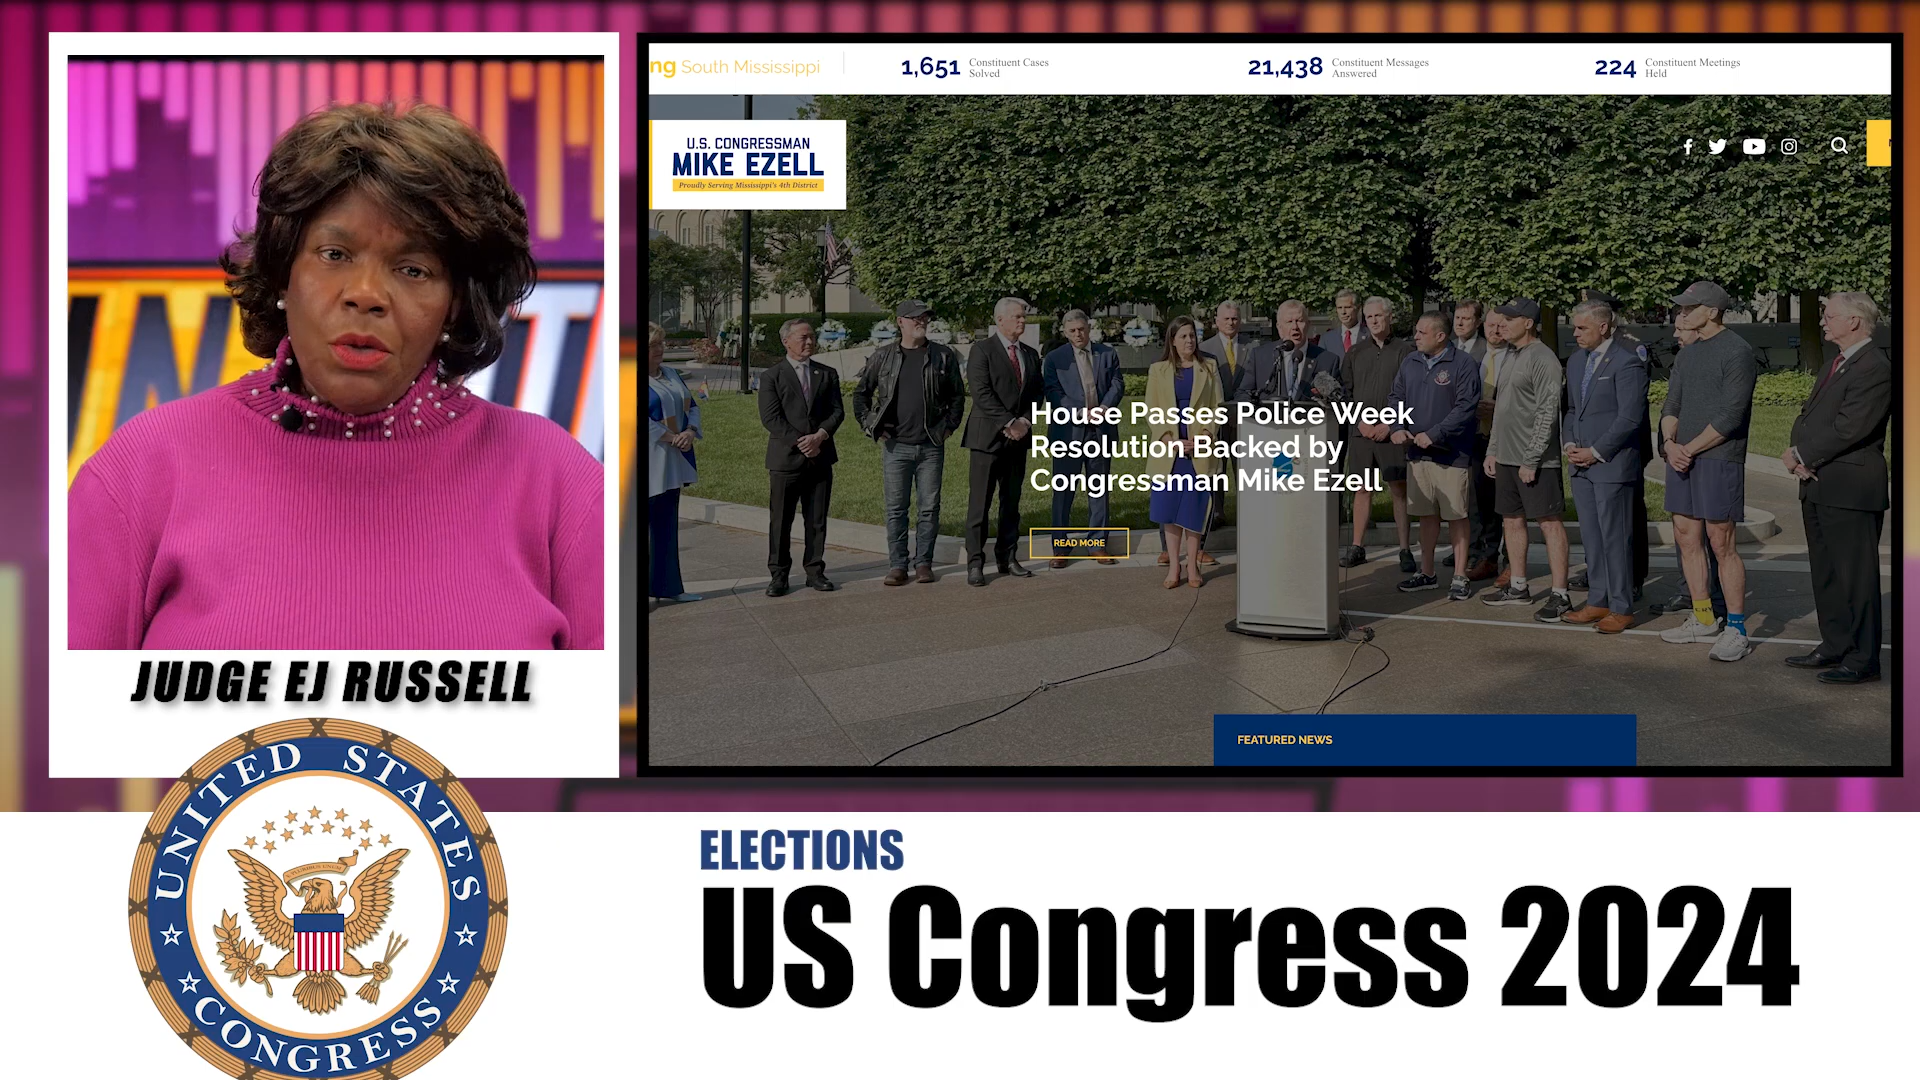 ng South Mississippi
1,651 Constituent Cases Solved
21,438 Constituent Messages Answered
224 Constituent Meetings Held
U.S. CONGRESSMAN
MIKE EZELL
Proudly Serving Mississippi's 4th District
House Passes Police Week
Resolution Backed by
Congressman Mike Ezell
READ MORE
FEATURED NEWS
JUDGE EJ RUSSELL
UNITED STATES
CONGRESS
E PLURIBUS UNUM
ELECTIONS
US Congress 2024